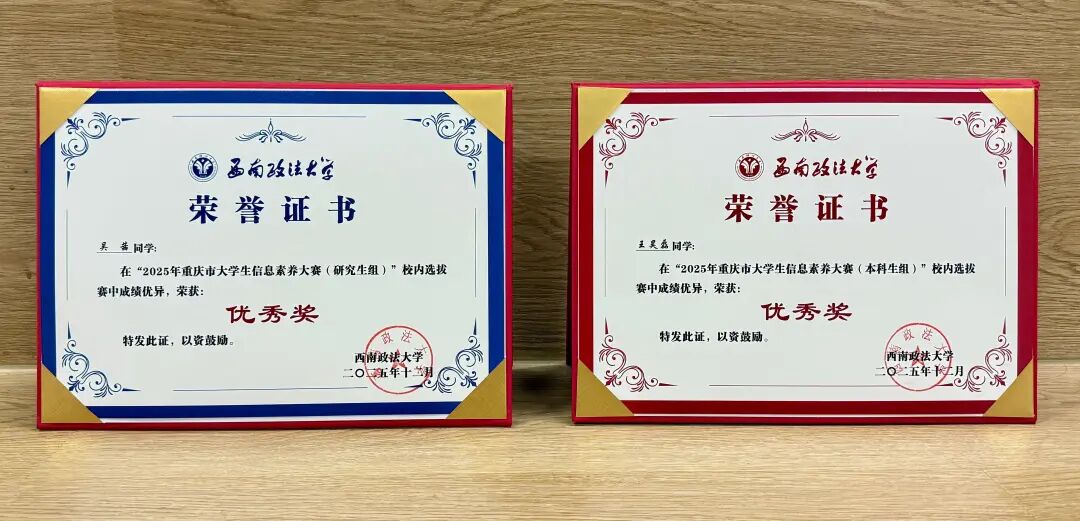 西南政法大学
荣誉证书
吴茜同学:
在“2025年重庆市大学生信息素养大赛（研究生组）”校内选拔
赛中成绩优异，荣获:
优秀奖
特发此证，以资鼓励。
西南政法大学
二〇二五年十二月
西南政法大学
荣誉证书
王昊磊同学:
在“2025年重庆市大学生信息素养大赛（本科生组）”校内选拔
赛中成绩优异，荣获:
优秀奖
特发此证，以资鼓励。
西南政法大学
二〇二五年十二月